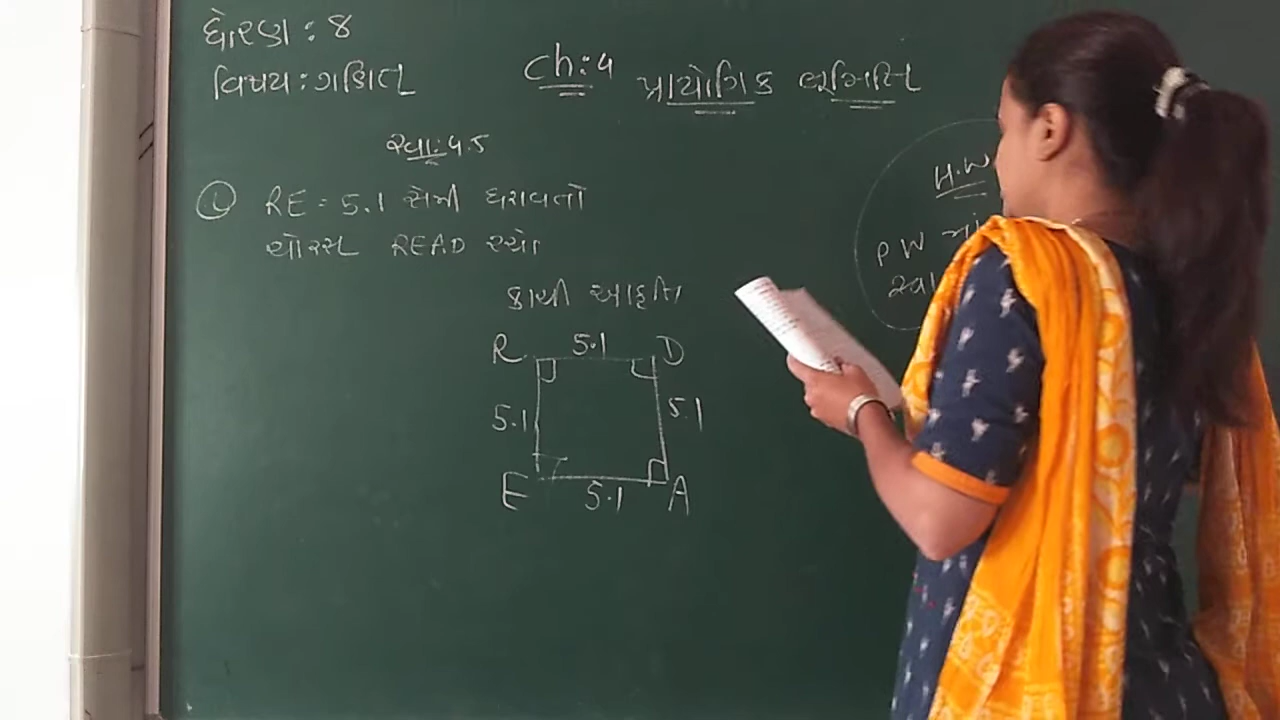 ધોરણ : ૪
વિષય : ગણિત
Ch : 4 પ્રાયોગિક ભૂમિતિ
સ્વા : 4.5
① RE = 5.1 સેમી ધરાવતો
ચોરસ READ રચો
કાચી આકૃતિ
R 5.1 D
5.1 5.1
E 5.1 A
H.W
PW માં
સ્વા